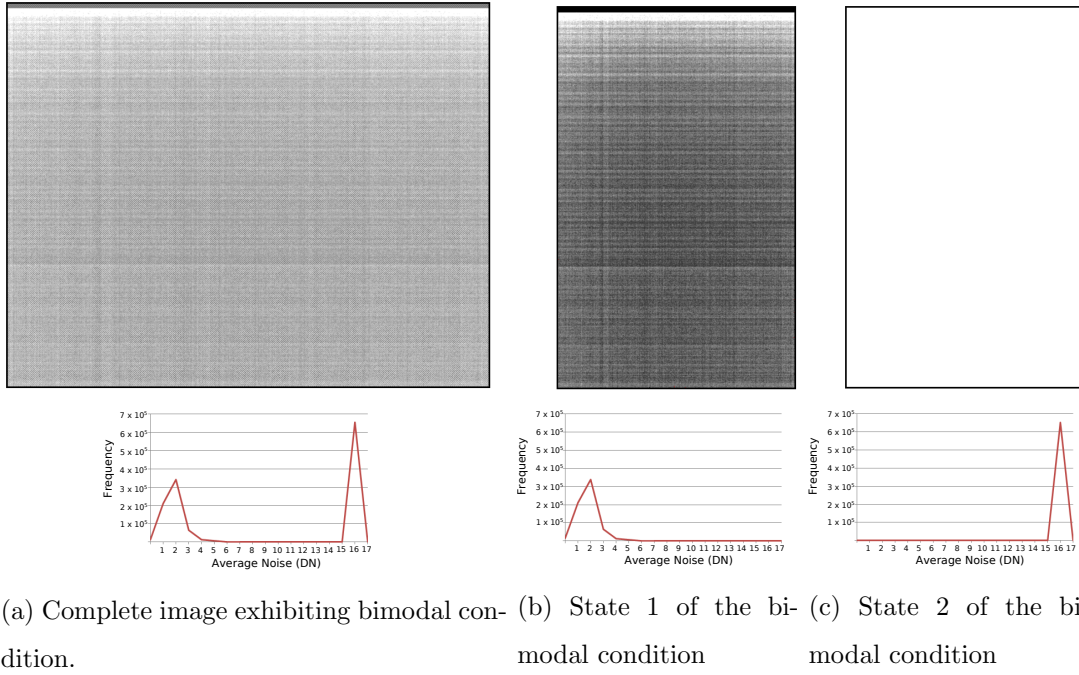 7 x 10⁵
6 x 10⁵
5 x 10⁵
4 x 10⁵
3 x 10⁵
2 x 10⁵
1 x 10⁵
Frequency
1 2 3 4 5 6 7 8 9 10 11 12 13 14 15 16 17
Average Noise (DN)
7 x 10⁵
6 x 10⁵
5 x 10⁵
4 x 10⁵
3 x 10⁵
2 x 10⁵
1 x 10⁵
Frequency
1 2 3 4 5 6 7 8 9 10 11 12 13 14 15 16 17
Average Noise (DN)
7 x 10⁵
6 x 10⁵
5 x 10⁵
4 x 10⁵
3 x 10⁵
2 x 10⁵
1 x 10⁵
Frequency
1 2 3 4 5 6 7 8 9 10 11 12 13 14 15 16 17
Average Noise (DN)
(a) Complete image exhibiting bimodal con-
dition.
(b) State 1 of the bi-
modal condition
(c) State 2 of the bi
modal condition